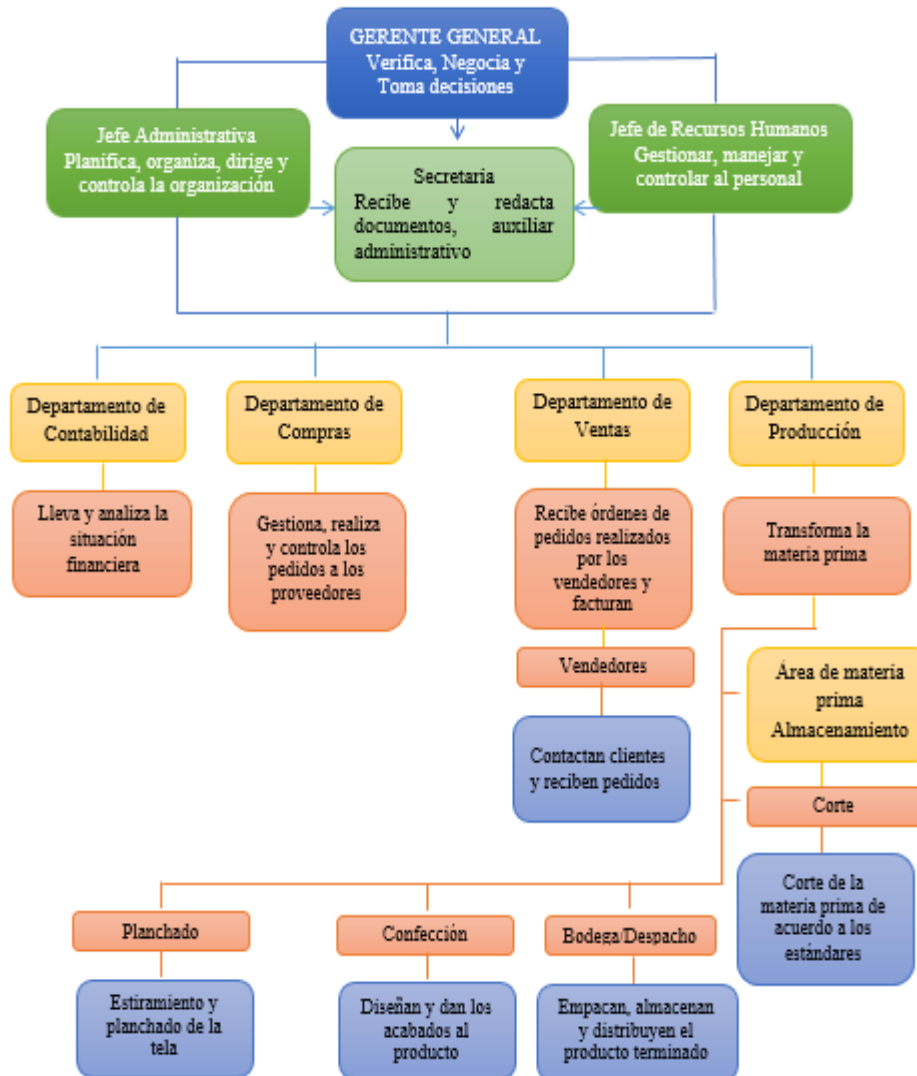 GERENTE GENERAL
Verifica, Negocia y
Toma decisiones
Jefe Administrativa
Planifica, organiza, dirige y
controla la organización
Jefe de Recursos Humanos
Gestionar, manejar y
controlar al personal
Secretaria
Recibe y redacta
documentos, auxiliar
administrativo
Departamento de
Contabilidad
Departamento de
Compras
Departamento de
Ventas
Departamento de
Producción
Lleva y analiza la
situación
financiera
Gestiona, realiza
y controla los
pedidos a los
proveedores
Recibe órdenes de
pedidos realizados
por los
vendedores y
facturan
Transforma la
materia prima
Vendedores
Contactan clientes
y reciben pedidos
Área de materia
prima
Almacenamiento
Corte
Corte de la
materia prima de
acuerdo a los
estándares
Planchado
Confección
Bodega/Despacho
Estiramiento y
planchado de la
tela
Diseñan y dan los
acabados al
producto
Empacan, almacenan
y distribuyen el
producto terminado